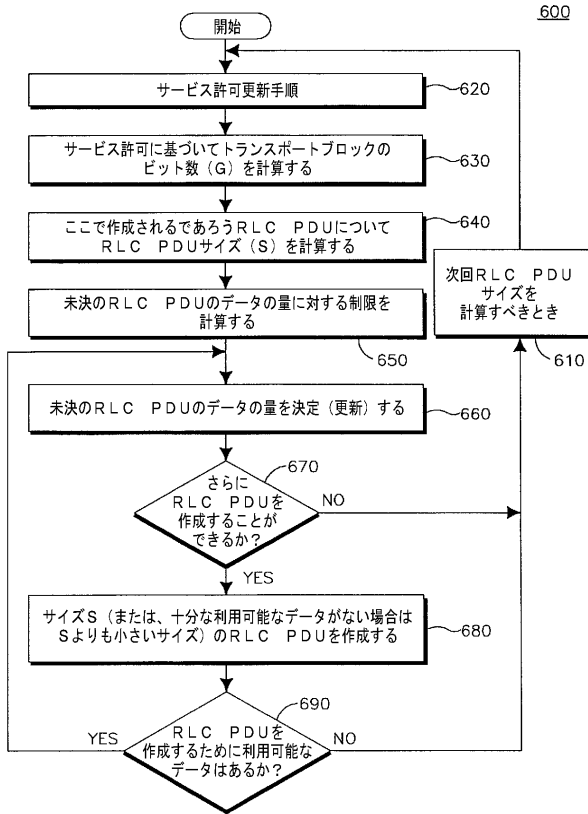 600
開始
サービス許可更新手順
620
サービス許可に基づいてトランスポートブロックの
ビット数（G）を計算する
630
ここで作成されるであろうRLC PDUについて
RLC PDUサイズ（S）を計算する
640
未決のRLC PDUのデータの量に対する制限を
計算する
650
次回RLC PDU
サイズを
計算すべきとき
610
未決のRLC PDUのデータの量を決定（更新）する
660
さらに
RLC PDUを
作成することが
できるか？
670
NO
YES
サイズS（または、十分な利用可能なデータがない場合は
Sよりも小さいサイズ）のRLC PDUを作成する
680
RLC PDUを
作成するために利用可能な
データはあるか？
690
YES
NO